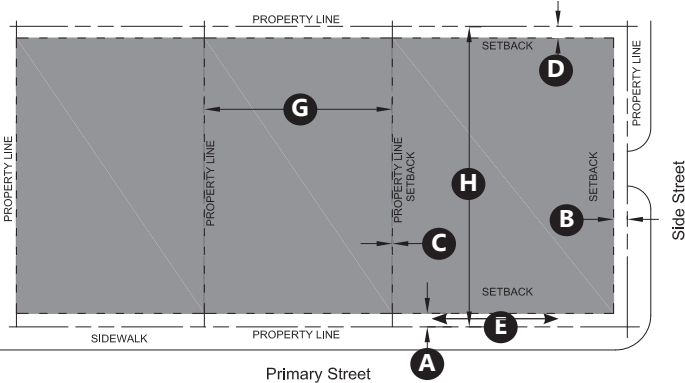 PROPERTY LINE
SETBACK
D
PROPERTY LINE
G
PROPERTY LINE
PROPERTY LINE
PROPERTY LINE
SETBACK
H
SETBACK
B
Side Street
C
SETBACK
E
SIDEWALK
PROPERTY LINE
A
Primary Street